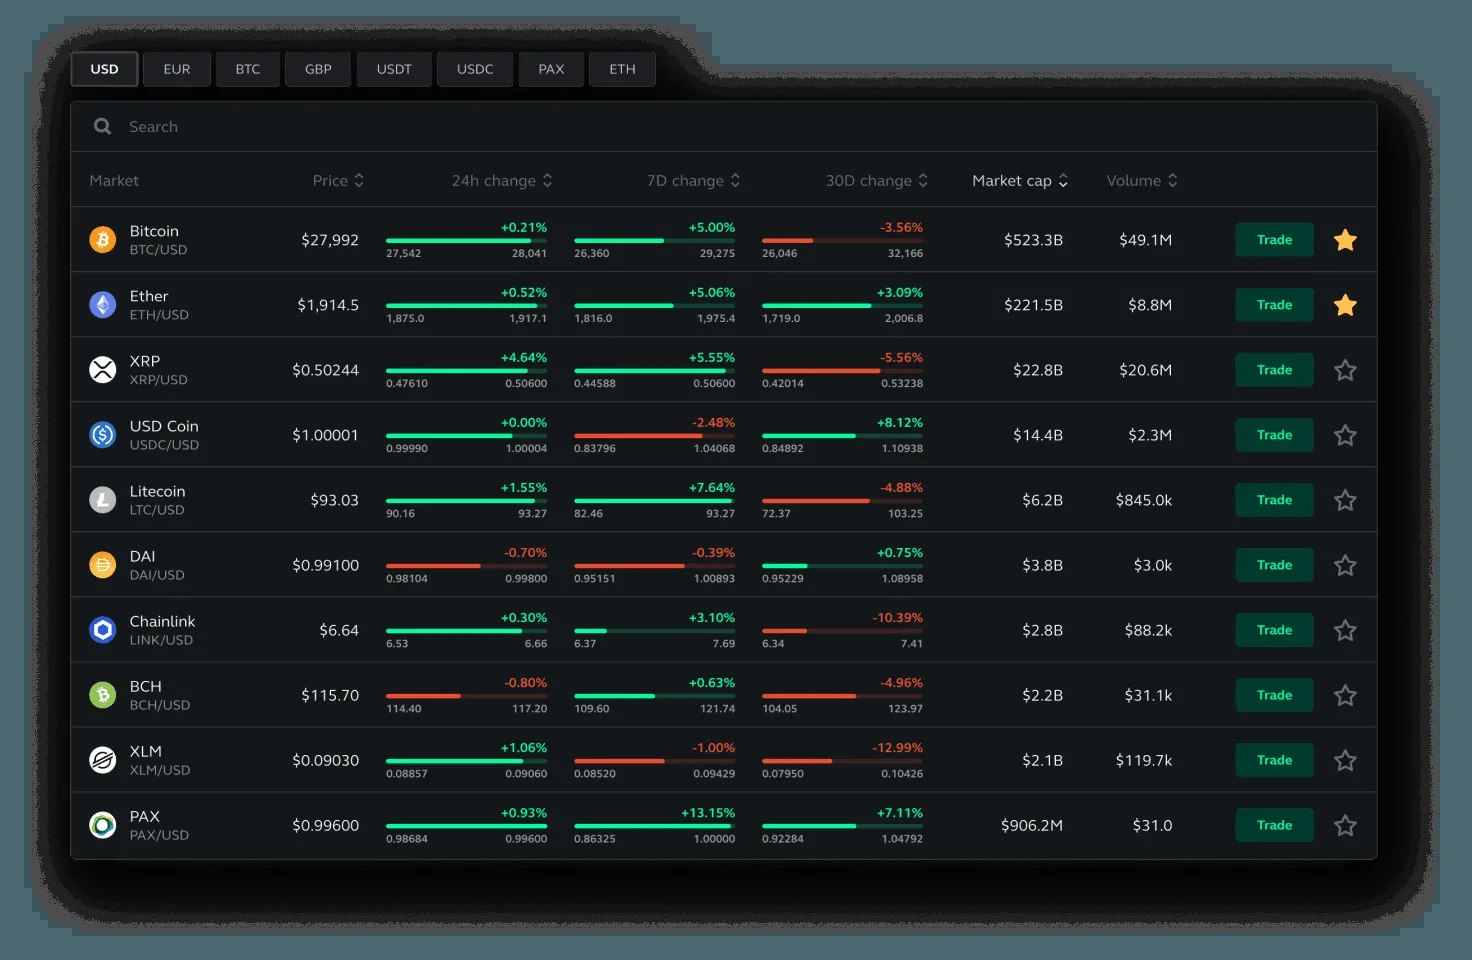 USD EUR BTC GBP USDT USDC PAX ETH
Search
Market Price 24h change 7D change 30D change Market cap Volume
Bitcoin
BTC/USD
$27,992
+0.21%
27,542 28,041
+5.00%
26,360 29,275
-3.56%
26,046 32,166
$523.3B $49.1M Trade
Ether
ETH/USD
$1,914.5
+0.52%
1,875.0 1,917.1
+5.06%
1,816.0 1,975.4
+3.09%
1,719.0 2,006.8
$221.5B $8.8M Trade
XRP
XRP/USD
$0.50244
+4.64%
0.47610 0.50600
+5.55%
0.44588 0.50600
-5.56%
0.42014 0.53238
$22.8B $20.6M Trade
USD Coin
USDC/USD
$1.00001
+0.00%
0.99990 1.00004
-2.48%
0.83796 1.04068
+8.12%
0.84892 1.10938
$14.4B $2.3M Trade
Litecoin
LTC/USD
$93.03
+1.55%
90.16 93.27
+7.64%
82.46 93.27
-4.88%
72.37 103.25
$6.2B $845.0k Trade
DAI
DAI/USD
$0.99100
-0.70%
0.98104 0.99800
-0.39%
0.95151 1.00893
+0.75%
0.95229 1.08958
$3.8B $3.0k Trade
Chainlink
LINK/USD
$6.64
+0.30%
6.53 6.66
+3.10%
6.37 7.69
-10.39%
6.34 7.41
$2.8B $88.2k Trade
BCH
BCH/USD
$115.70
-0.80%
114.40 117.20
+0.63%
109.60 121.74
-4.96%
104.05 123.97
$2.2B $31.1k Trade
XLM
XLM/USD
$0.09030
+1.06%
0.08857 0.09060
-1.00%
0.08520 0.09429
-12.99%
0.07950 0.10426
$2.1B $119.7k Trade
PAX
PAX/USD
$0.99600
+0.93%
0.98684 0.99600
+13.15%
0.86325 1.00000
+7.11%
0.92284 1.04792
$906.2M $31.0 Trade